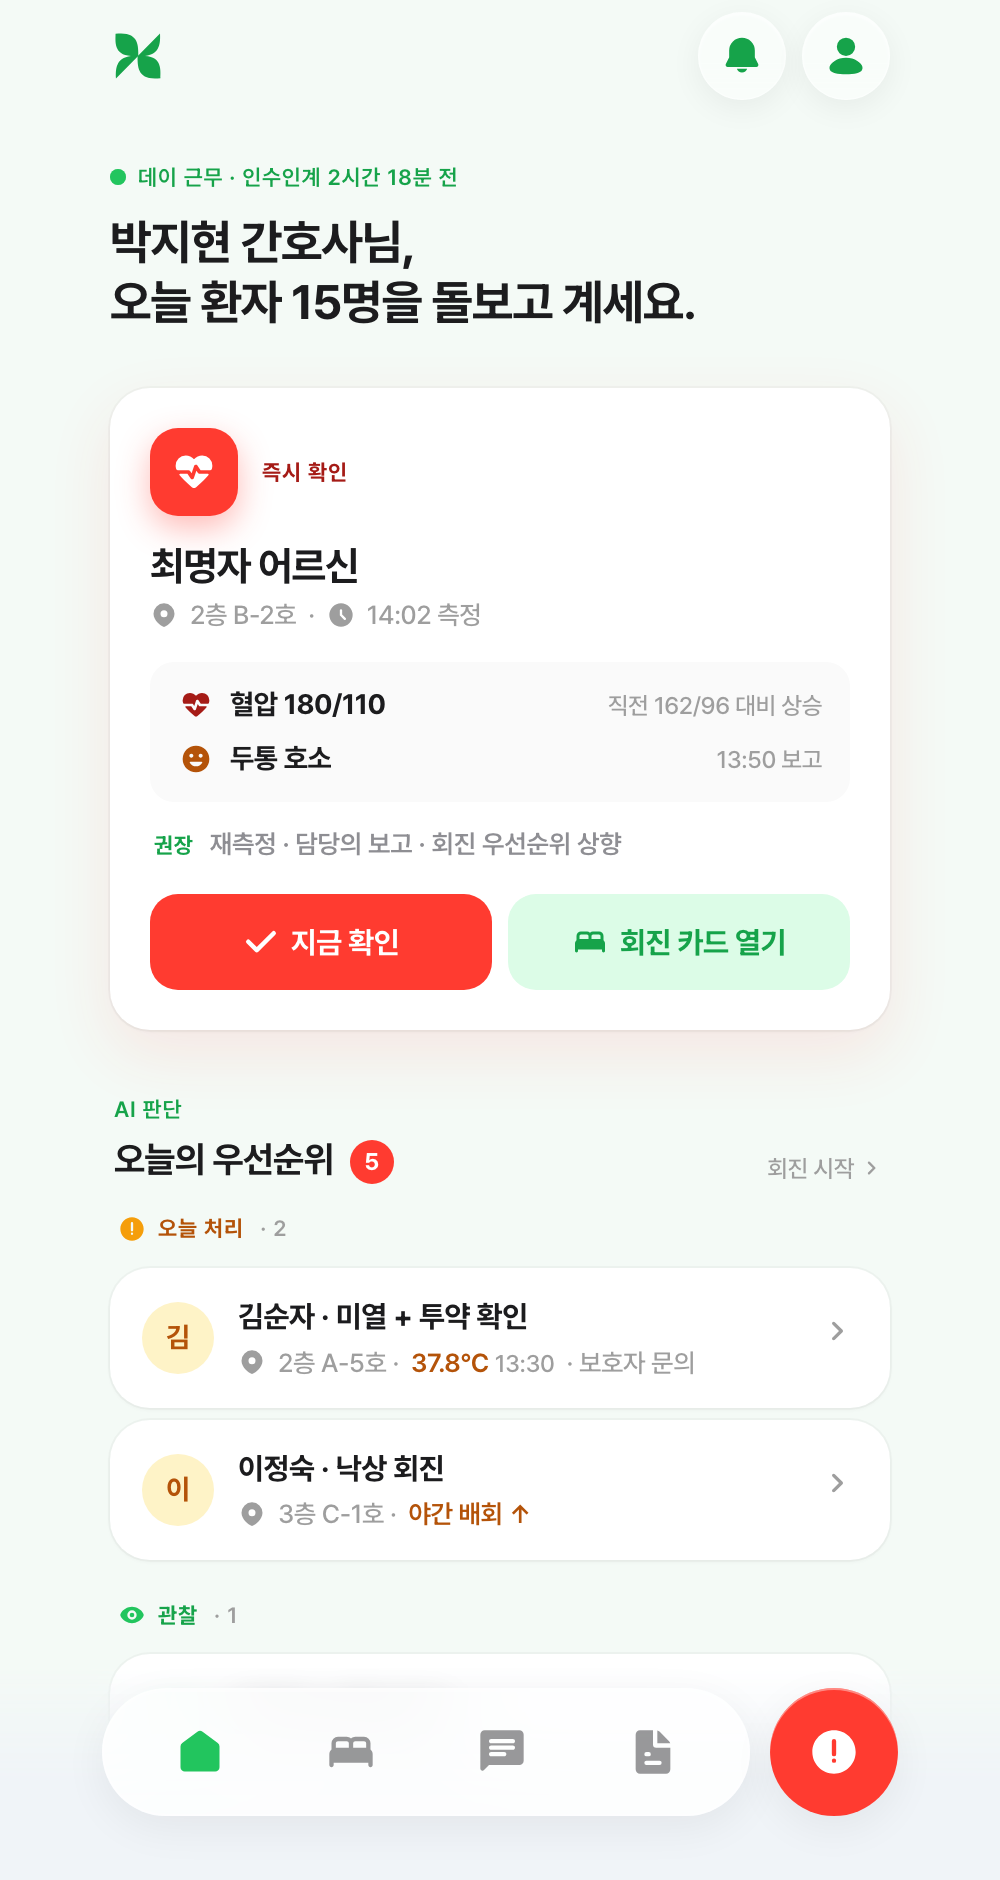 데이 근무 · 인수인계 2시간 18분 전
박지현 간호사님,
오늘 환자 15명을 돌보고 계세요.
즉시 확인
최명자 어르신
2층 B-2호 · 14:02 측정
혈압 180/110 직전 162/96 대비 상승
두통 호소 13:50 보고
권장 재측정 · 담당의 보고 · 회진 우선순위 상향
지금 확인 회진 카드 열기
AI 판단
오늘의 우선순위 5 회진 시작 ›
오늘 처리 · 2
김 김순자 · 미열 + 투약 확인
2층 A-5호 · 37.8°C 13:30 · 보호자 문의
이 이정숙 · 낙상 회진
3층 C-1호 · 야간 배회 ↑
관찰 · 1